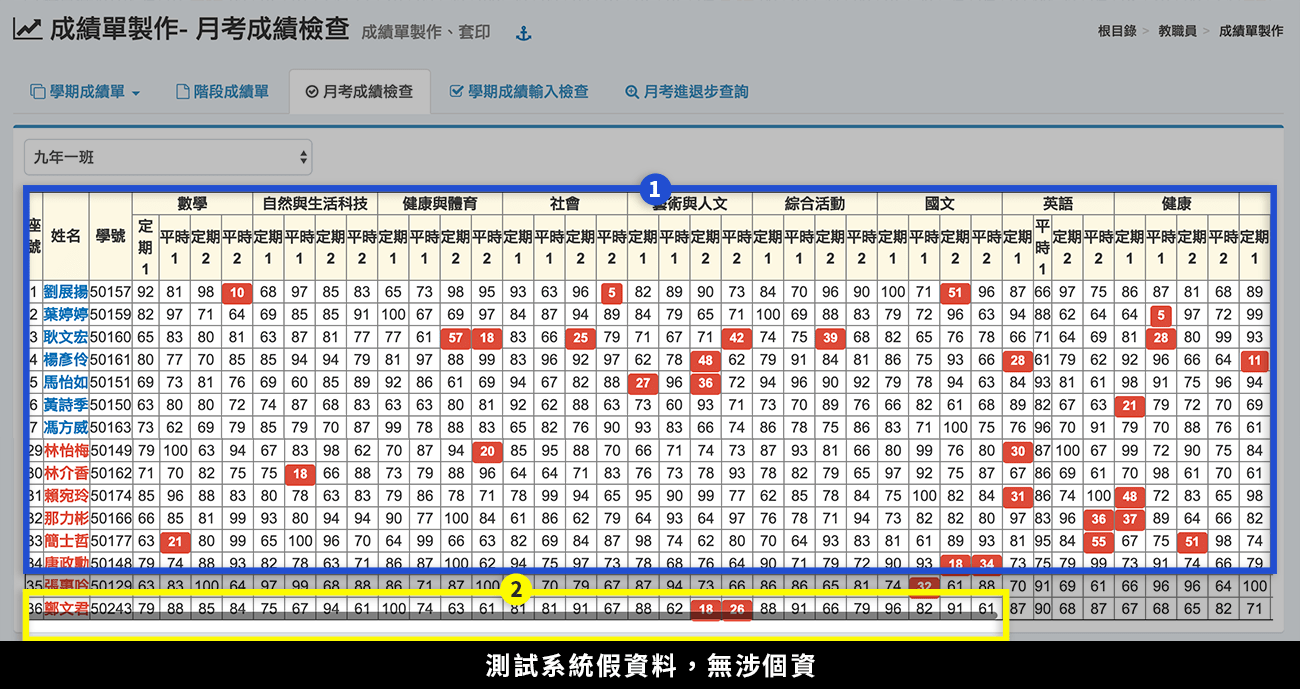 成績單製作- 月考成績檢查 成績單製作、套印
根目錄 > 教職員 > 成績單製作
學期成績單 階段成績單 月考成績檢查 學期成績輸入檢查 月考進退步查詢
九年一班
1
座號 姓名 學號 數學 自然與生活科技 健康與體育 社會 藝術與人文 綜合活動 國文 英語 健康
定期1 平時1 定期2 平時2 定期1 平時1 定期2 平時2 定期1 平時1 定期2 平時2 定期1 平時1 定期2 平時2 定期1 平時1 定期2 平時2 定期1 平時1 定期2 平時2 定期1 平時1 定期2 平時2 定期1 平時1 定期2 平時2 定期1 平時1 定期2 平時2 定期1
1 劉展揚 50157 92 81 98 10 68 97 85 83 65 73 98 95 93 63 96 5 82 89 90 73 84 70 96 90 100 71 51 96 87 66 97 75 86 87 81 68 89
2 葉婷婷 50159 82 97 71 64 69 85 85 91 100 67 69 97 84 87 94 89 84 79 65 71 100 69 88 83 79 72 96 63 94 88 62 64 64 5 97 72 99
3 耿文宏 50160 65 83 80 81 63 87 81 77 77 61 57 18 83 66 25 79 71 67 71 42 74 75 39 68 82 65 76 78 66 71 64 69 81 28 80 99 93
4 楊彥伶 50161 80 77 70 85 85 94 94 79 81 97 88 99 83 96 92 97 62 78 48 62 79 91 84 81 86 75 93 66 28 61 79 62 92 96 66 64 11
5 馬怡如 50151 69 73 81 76 69 60 85 89 92 86 61 69 94 67 82 88 27 96 36 72 94 96 90 92 79 78 94 63 84 93 81 61 98 91 75 96 94
6 黃詩季 50150 63 80 80 72 74 87 68 83 63 63 80 81 92 62 88 63 73 60 93 71 73 70 89 76 66 82 61 68 89 82 67 63 21 79 72 70 69
7 馮方威 50163 73 62 69 79 85 79 70 87 99 78 88 83 65 82 76 90 93 83 66 74 86 78 75 86 83 71 100 75 76 96 70 91 79 70 88 76 61
29 林怡梅 50149 79 100 63 94 67 83 98 62 70 87 94 20 85 95 88 70 66 71 74 73 87 93 81 66 80 99 76 80 30 87 100 67 99 72 90 75 84
30 林介香 50162 71 70 82 75 75 18 66 88 73 79 88 96 64 64 71 83 76 73 78 93 78 82 79 65 97 92 75 87 67 86 69 61 70 98 61 70 61
31 賴宛玲 50174 85 96 88 83 80 78 63 83 79 86 78 71 78 99 94 65 95 90 99 77 62 85 78 84 75 100 82 84 31 86 74 100 48 72 83 65 98
32 那力彬 50166 66 85 81 99 93 80 94 94 90 77 100 84 61 86 62 79 64 93 64 97 76 78 71 94 73 82 82 80 97 83 96 36 37 89 64 66 82
33 簡士哲 50177 63 21 80 99 65 100 96 70 64 99 66 63 82 69 84 87 98 74 62 80 70 64 93 83 81 61 89 93 81 95 84 55 67 75 51 98 74
34 康政勳 50148 79 74 88 93 82 78 63 71 86 87 100 62 94 75 97 73 78 68 76 64 90 71 72 79 91 93 18 34 73 75 79 99 73 91 74 66 79
35 張惠晗 50129 63 83 100 64 97 99 68 88 86 71 87 100 70 79 76 67 87 94 73 66 86 86 65 81 74 32 61 88 70 91 69 61 66 96 96 64 100
2
36 鄭文君 50243 79 88 85 84 75 67 94 61 100 74 63 61 81 81 91 67 88 62 18 26 88 91 66 79 96 82 91 61 87 90 68 87 67 68 65 82 71
測試系統假資料，無涉個資